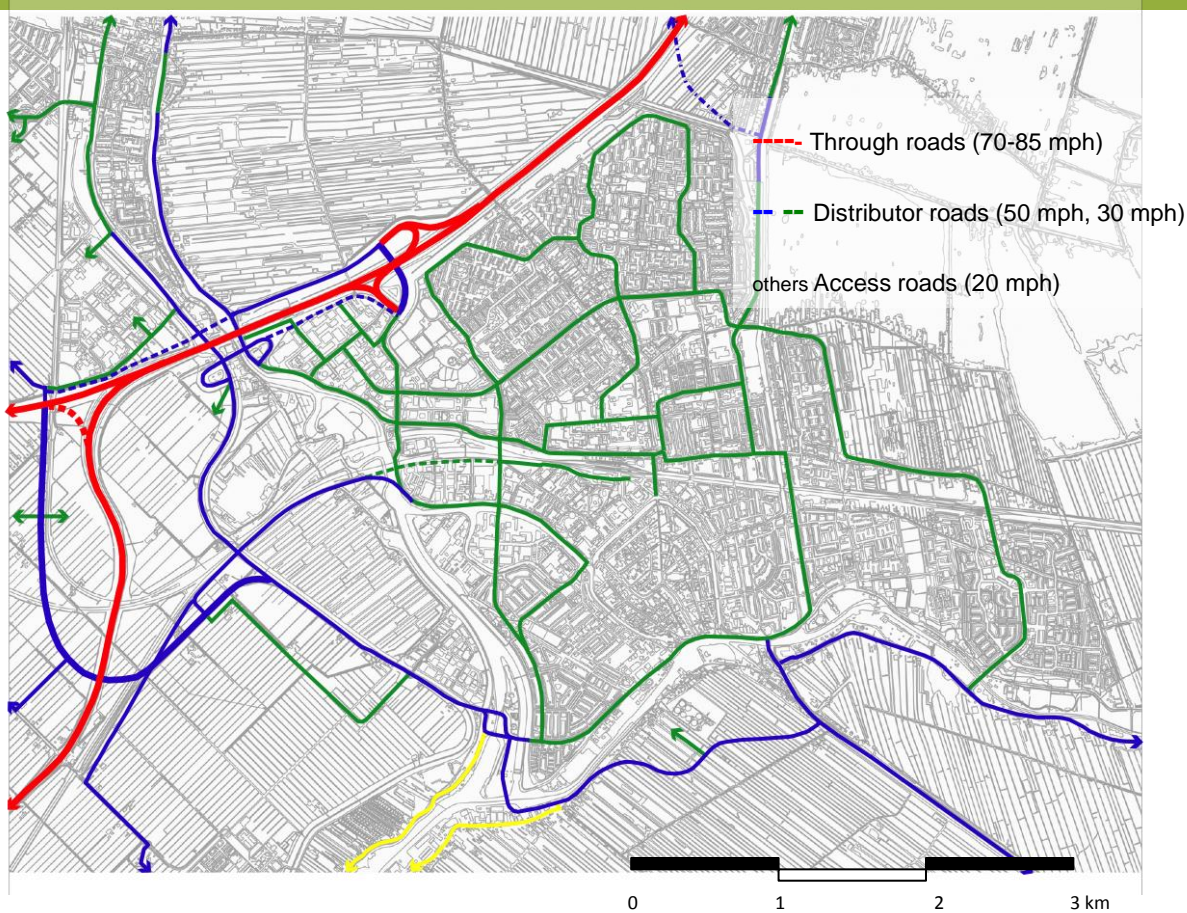 Through roads (70-85 mph)
Distributor roads (50 mph, 30 mph)
others Access roads (20 mph)
0 1 2 3 km